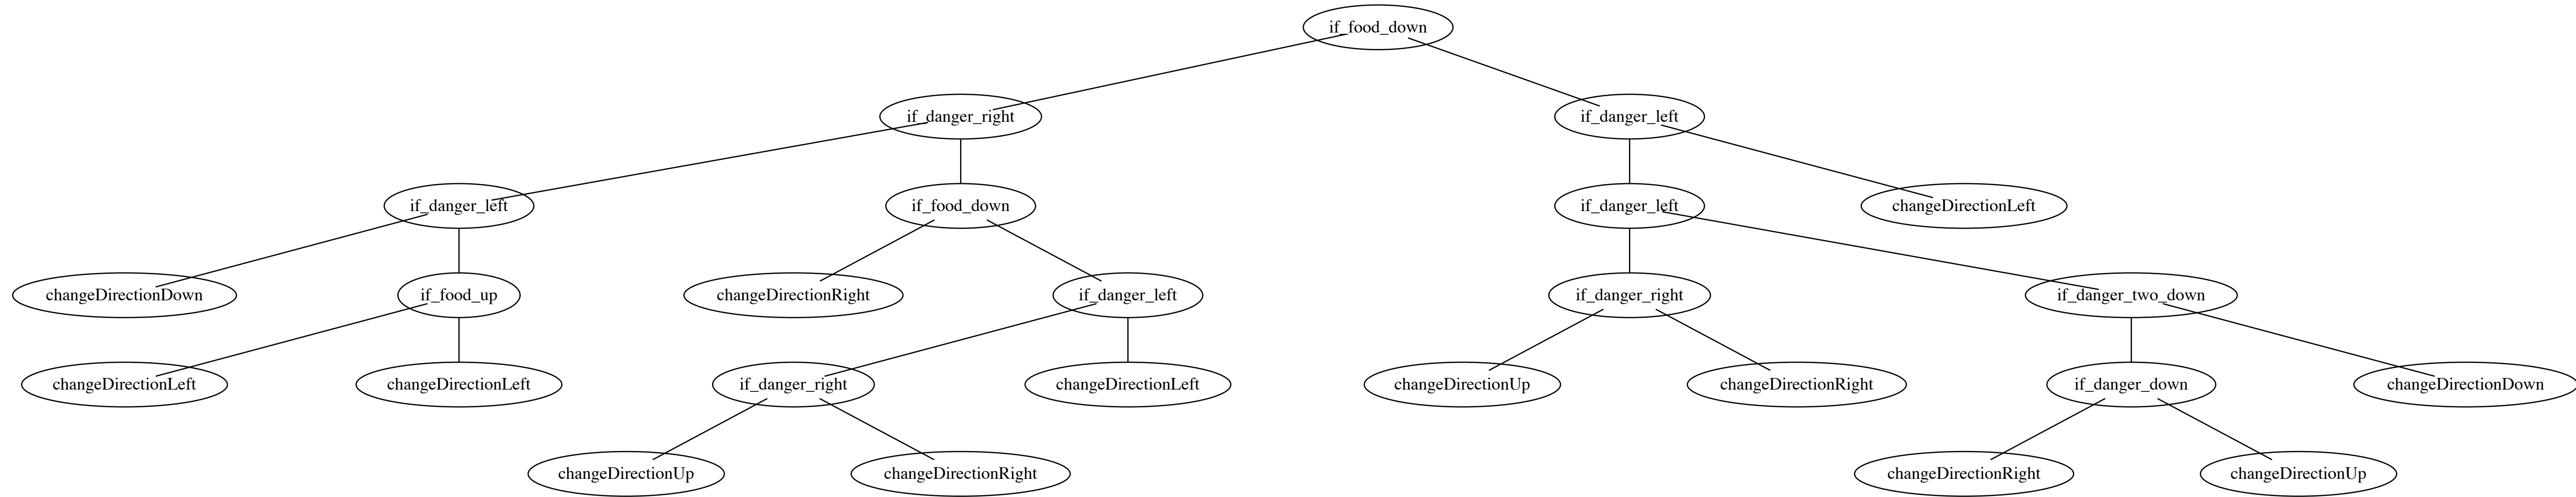 if_food_down
if_danger_right
if_danger_left
if_danger_left
if_food_down
if_danger_left
changeDirectionLeft
changeDirectionDown
if_food_up
changeDirectionRight
if_danger_left
if_danger_right
if_danger_two_down
changeDirectionLeft
changeDirectionLeft
if_danger_right
changeDirectionLeft
changeDirectionUp
changeDirectionRight
if_danger_down
changeDirectionDown
changeDirectionUp
changeDirectionRight
changeDirectionRight
changeDirectionUp